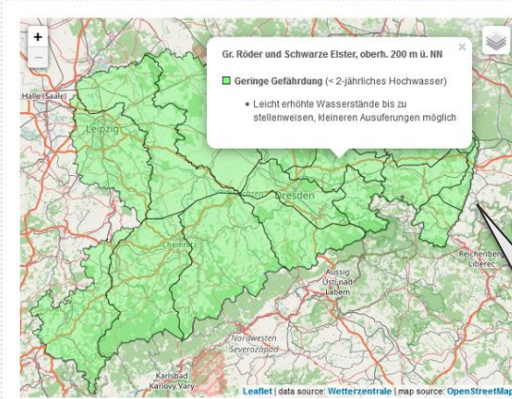 +
−
×
Gr. Röder und Schwarze Elster, oberh. 200 m ü. NN
Geringe Gefährdung (< 2-jährliches Hochwasser)
Leicht erhöhte Wasserstände bis zu
stellenweisen, kleineren Ausuferungen möglich
Halle (Saale)
Leipzig
Dresden
Chemnitz
Reichenberg
Liberec
Aussig
Ústí nad
Labem
Nordwesten
Severozápad
Karlsbad
Karlovy Vary
Leaflet | data source: Wetterzentrale | map source: OpenStreetMap